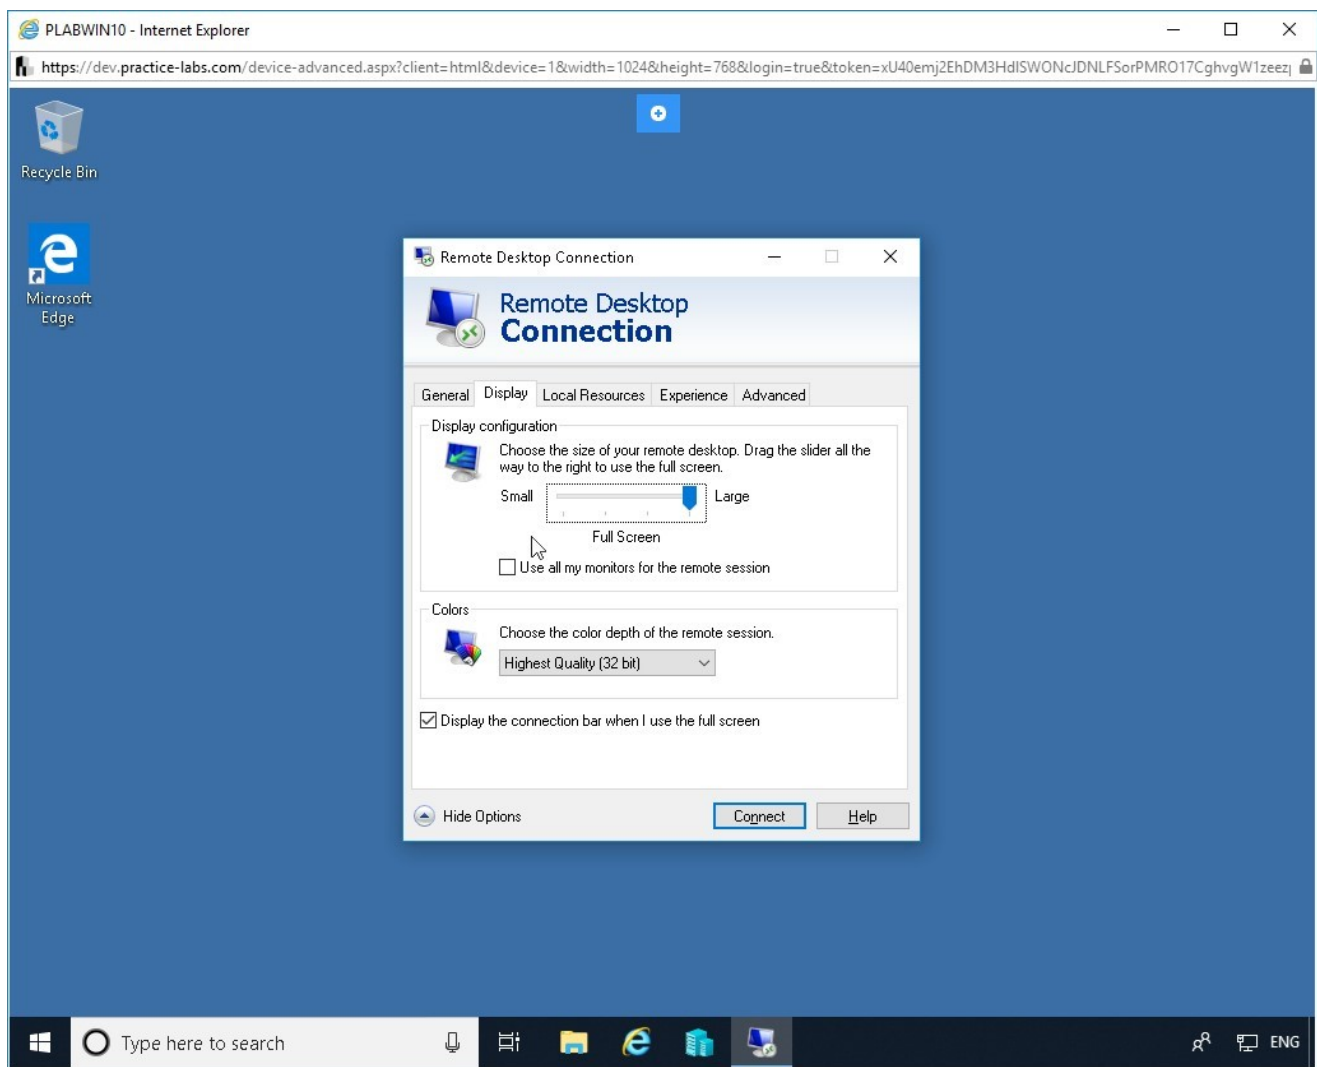 PLABWIN10 - Internet Explorer
https://dev.practice-labs.com/device-advanced.aspx?client=html&device=1&width=1024&height=768&login=true&token=
Recycle Bin
Microsoft
Edge
Remote Desktop Connection
Remote Desktop
Connection
General Display Local Resources Experience Advanced
Display configuration
Choose the size of your remote desktop. Drag the slider all the
way to the right to use the full screen.
Small Large
Full Screen
Use all my monitors for the remote session
Colors
Choose the color depth of the remote session.
Highest Quality (32 bit)
Display the connection bar when I use the full screen
Hide Options Connect Help
Type here to search ENG